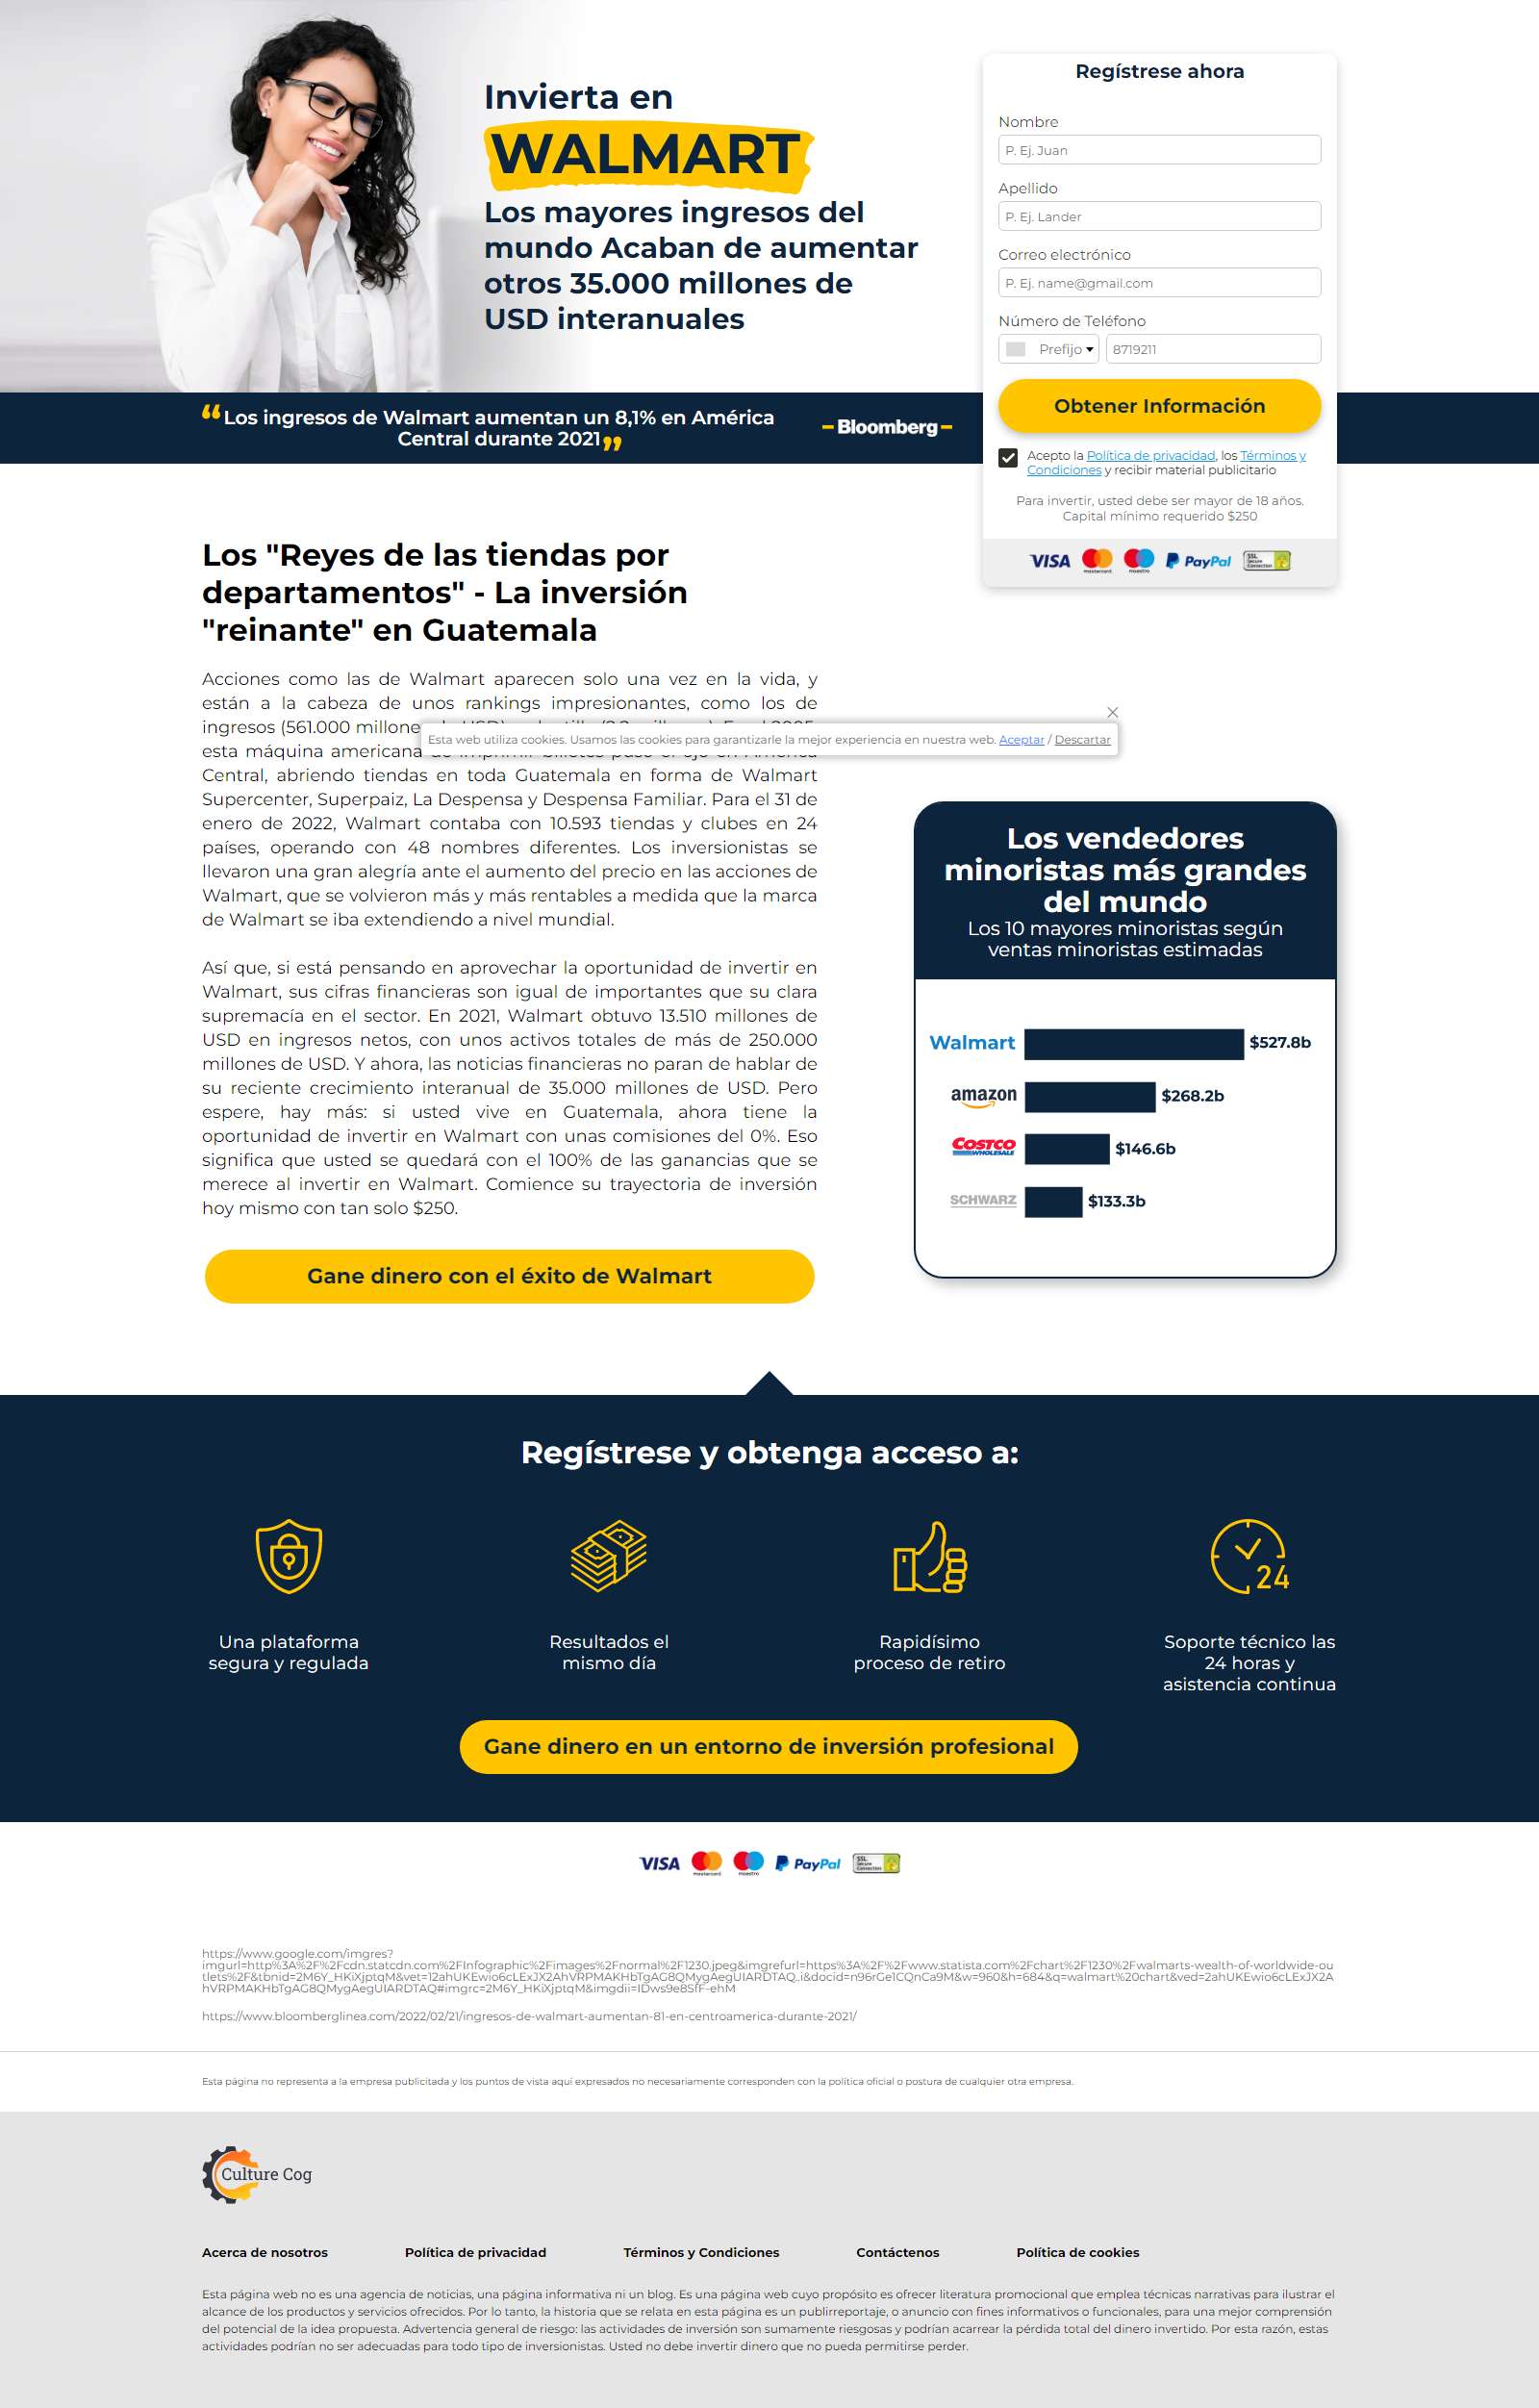 Invierta en
WALMART
Los mayores ingresos del
mundo Acaban de aumentar
otros 35.000 millones de
USD interanuales
Regístrese ahora
Nombre
P. Ej. Juan
Apellido
P. Ej. Lander
Correo electrónico
P. Ej. name@gmail.com
Número de Teléfono
Prefijo 8719211
Obtener Información
Acepto la Política de privacidad, los Términos y
Condiciones y recibir material publicitario
Para invertir, usted debe ser mayor de 18 años.
Capital mínimo requerido $250
VISA mastercard maestro PayPal SSL Secure Connection
“Los ingresos de Walmart aumentan un 8,1% en América
Central durante 2021”
Bloomberg
Los "Reyes de las tiendas por
departamentos" - La inversión
"reinante" en Guatemala
Acciones como las de Walmart aparecen solo una vez en la vida, y
están a la cabeza de unos rankings impresionantes, como los de
ingresos (561.000 millone
esta máquina americana
Central, abriendo tiendas en toda Guatemala en forma de Walmart
Supercenter, Superpaiz, La Despensa y Despensa Familiar. Para el 31 de
enero de 2022, Walmart contaba con 10.593 tiendas y clubes en 24
países, operando con 48 nombres diferentes. Los inversionistas se
llevaron una gran alegría ante el aumento del precio en las acciones de
Walmart, que se volvieron más y más rentables a medida que la marca
de Walmart se iba extendiendo a nivel mundial.
Así que, si está pensando en aprovechar la oportunidad de invertir en
Walmart, sus cifras financieras son igual de importantes que su clara
supremacía en el sector. En 2021, Walmart obtuvo 13.510 millones de
USD en ingresos netos, con unos activos totales de más de 250.000
millones de USD. Y ahora, las noticias financieras no paran de hablar de
su reciente crecimiento interanual de 35.000 millones de USD. Pero
espere, hay más: si usted vive en Guatemala, ahora tiene la
oportunidad de invertir en Walmart con unas comisiones del 0%. Eso
significa que usted se quedará con el 100% de las ganancias que se
merece al invertir en Walmart. Comience su trayectoria de inversión
hoy mismo con tan solo $250.
Gane dinero con el éxito de Walmart
Esta web utiliza cookies. Usamos las cookies para garantizarle la mejor experiencia en nuestra web. Aceptar / Descartar
Los vendedores
minoristas más grandes
del mundo
Los 10 mayores minoristas según
ventas minoristas estimadas
Walmart $527.8b
amazon $268.2b
COSTCO WHOLESALE $146.6b
SCHWARZ $133.3b
Regístrese y obtenga acceso a:
Una plataforma
segura y regulada
Resultados el
mismo día
Rapidísimo
proceso de retiro
24
Soporte técnico las
24 horas y
asistencia continua
Gane dinero en un entorno de inversión profesional
VISA mastercard maestro PayPal SSL Secure Connection
https://www.google.com/imgres?
imgurl=http%3A%2F%2Fcdn.statcdn.com%2FInfographic%2Fimages%2Fnormal%2F1230.jpeg&imgrefurl=https%3A%2F%2Fwww.statista.com%2Fchart%2F1230%2Fwalmarts-wealth-of-worldwide-ou
tlets%2F&tbnid=2M6Y_HKiXjptqM&vet=12ahUKEwio6cLExJX2AhVRPMAKHbTgAG8QMygAegUIARDTAQ..i&docid=n96rGe1CQnCa9M&w=960&h=684&q=walmart%20chart&ved=2ahUKEwio6cLExJX2A
hVRPMAKHbTgAG8QMygAegUIARDTAQ#imgrc=2M6Y_HKiXjptqM&imgdii=IDws9e8SfF-ehM
https://www.bloomberglinea.com/2022/02/21/ingresos-de-walmart-aumentan-81-en-centroamerica-durante-2021/
Esta página no representa a la empresa publicitada y los puntos de vista aquí expresados no necesariamente corresponden con la política oficial o postura de cualquier otra empresa.
Culture Cog
Acerca de nosotros Política de privacidad Términos y Condiciones Contáctenos Política de cookies
Esta página web no es una agencia de noticias, una página informativa ni un blog. Es una página web cuyo propósito es ofrecer literatura promocional que emplea técnicas narrativas para ilustrar el
alcance de los productos y servicios ofrecidos. Por lo tanto, la historia que se relata en esta página es un publirreportaje, o anuncio con fines informativos o funcionales, para una mejor comprensión
del potencial de la idea propuesta. Advertencia general de riesgo: las actividades de inversión son sumamente riesgosas y podrían acarrear la pérdida total del dinero invertido. Por esta razón, estas
actividades podrían no ser adecuadas para todo tipo de inversionistas. Usted no debe invertir dinero que no pueda permitirse perder.